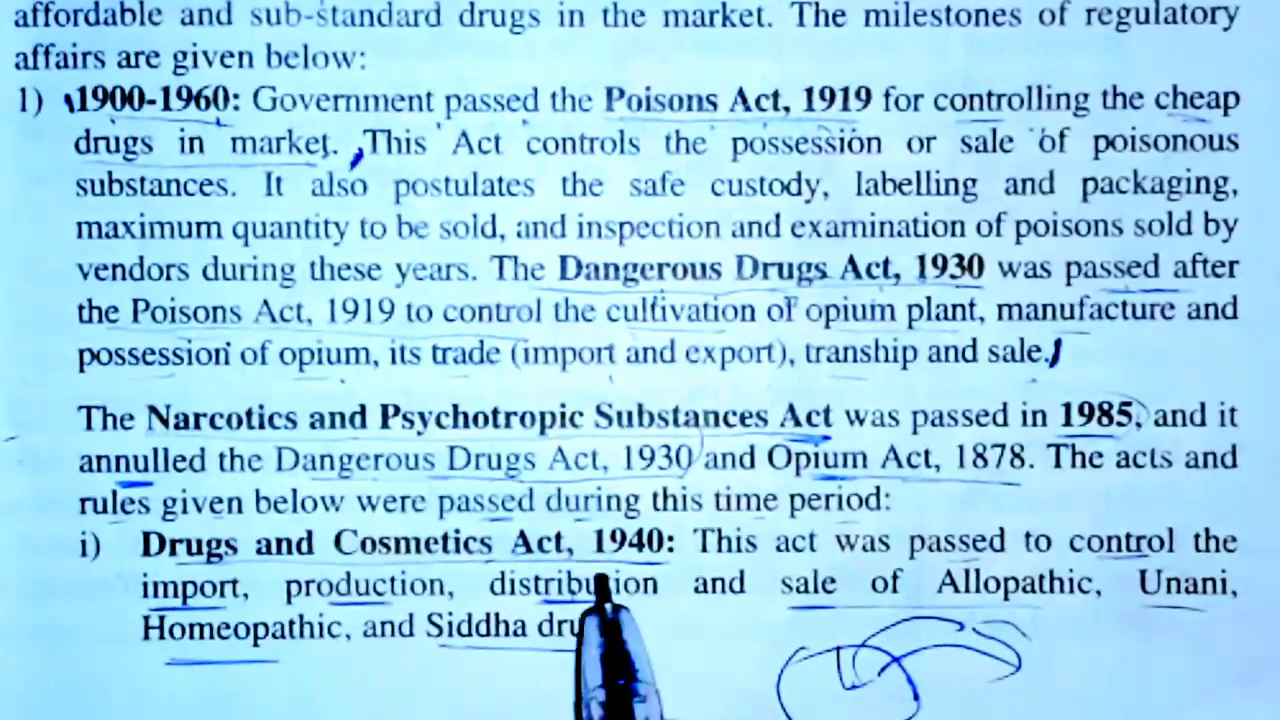 affordable and sub-standard drugs in the market. The milestones of regulatory
affairs are given below:
1) 1900-1960: Government passed the Poisons Act, 1919 for controlling the cheap
drugs in market. This Act controls the possession or sale of poisonous
substances. It also postulates the safe custody, labelling and packaging,
maximum quantity to be sold, and inspection and examination of poisons sold by
vendors during these years. The Dangerous Drugs Act, 1930 was passed after
the Poisons Act, 1919 to control the cultivation of opium plant, manufacture and
possession of opium, its trade (import and export), tranship and sale.
The Narcotics and Psychotropic Substances Act was passed in 1985, and it
annulled the Dangerous Drugs Act, 1930 and Opium Act, 1878. The acts and
rules given below were passed during this time period:
i) Drugs and Cosmetics Act, 1940: This act was passed to control the
import, production, distribution and sale of Allopathic, Unani,
Homeopathic, and Siddha